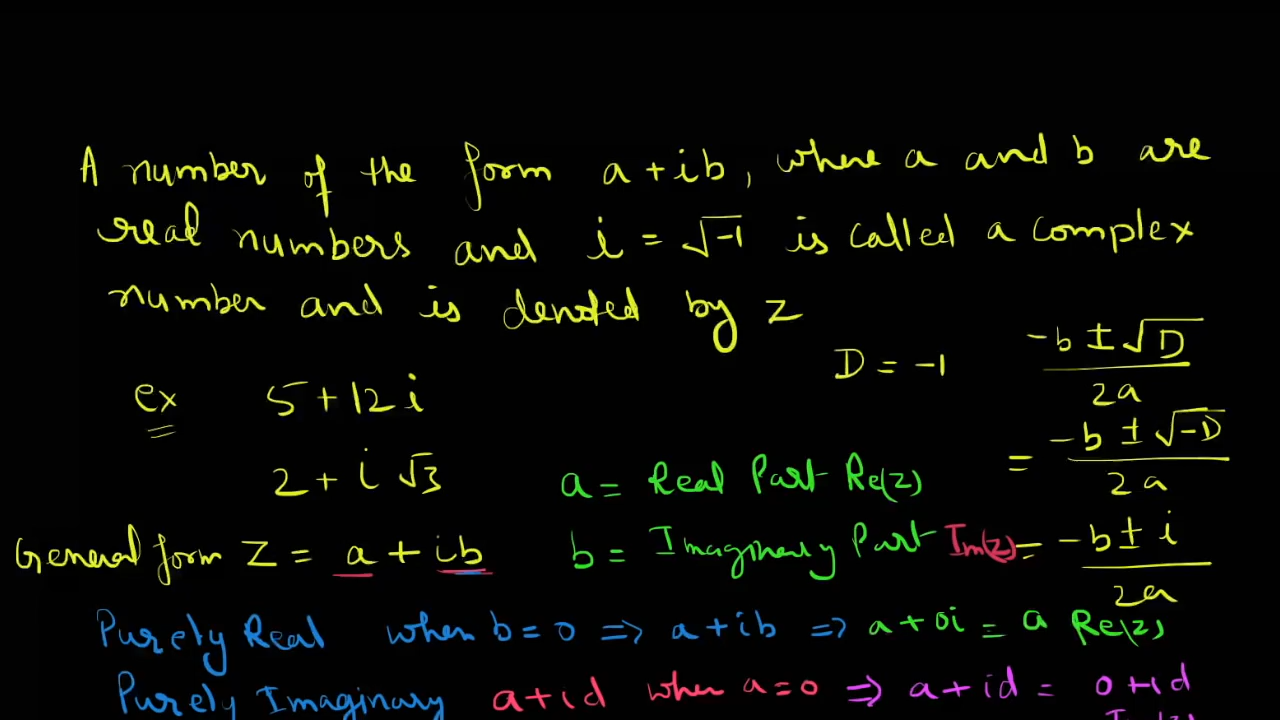 A number of the form a+ib, where a and b are
real numbers and i = √-1 is called a complex
number and is denoted by z
D = -1
-b ± √D
2a
ex 5+12i
= -b ± √-D
2a
2 + i √3
a = Real Part Re(z)
General form Z = a + ib
b = Imaginary Part Im(z)
= -b ± i
2a
Purely Real when b=0 => a+ib => a+0i = a Re(z)
Purely Imaginary a+id when a=0 => a+id = 0+id